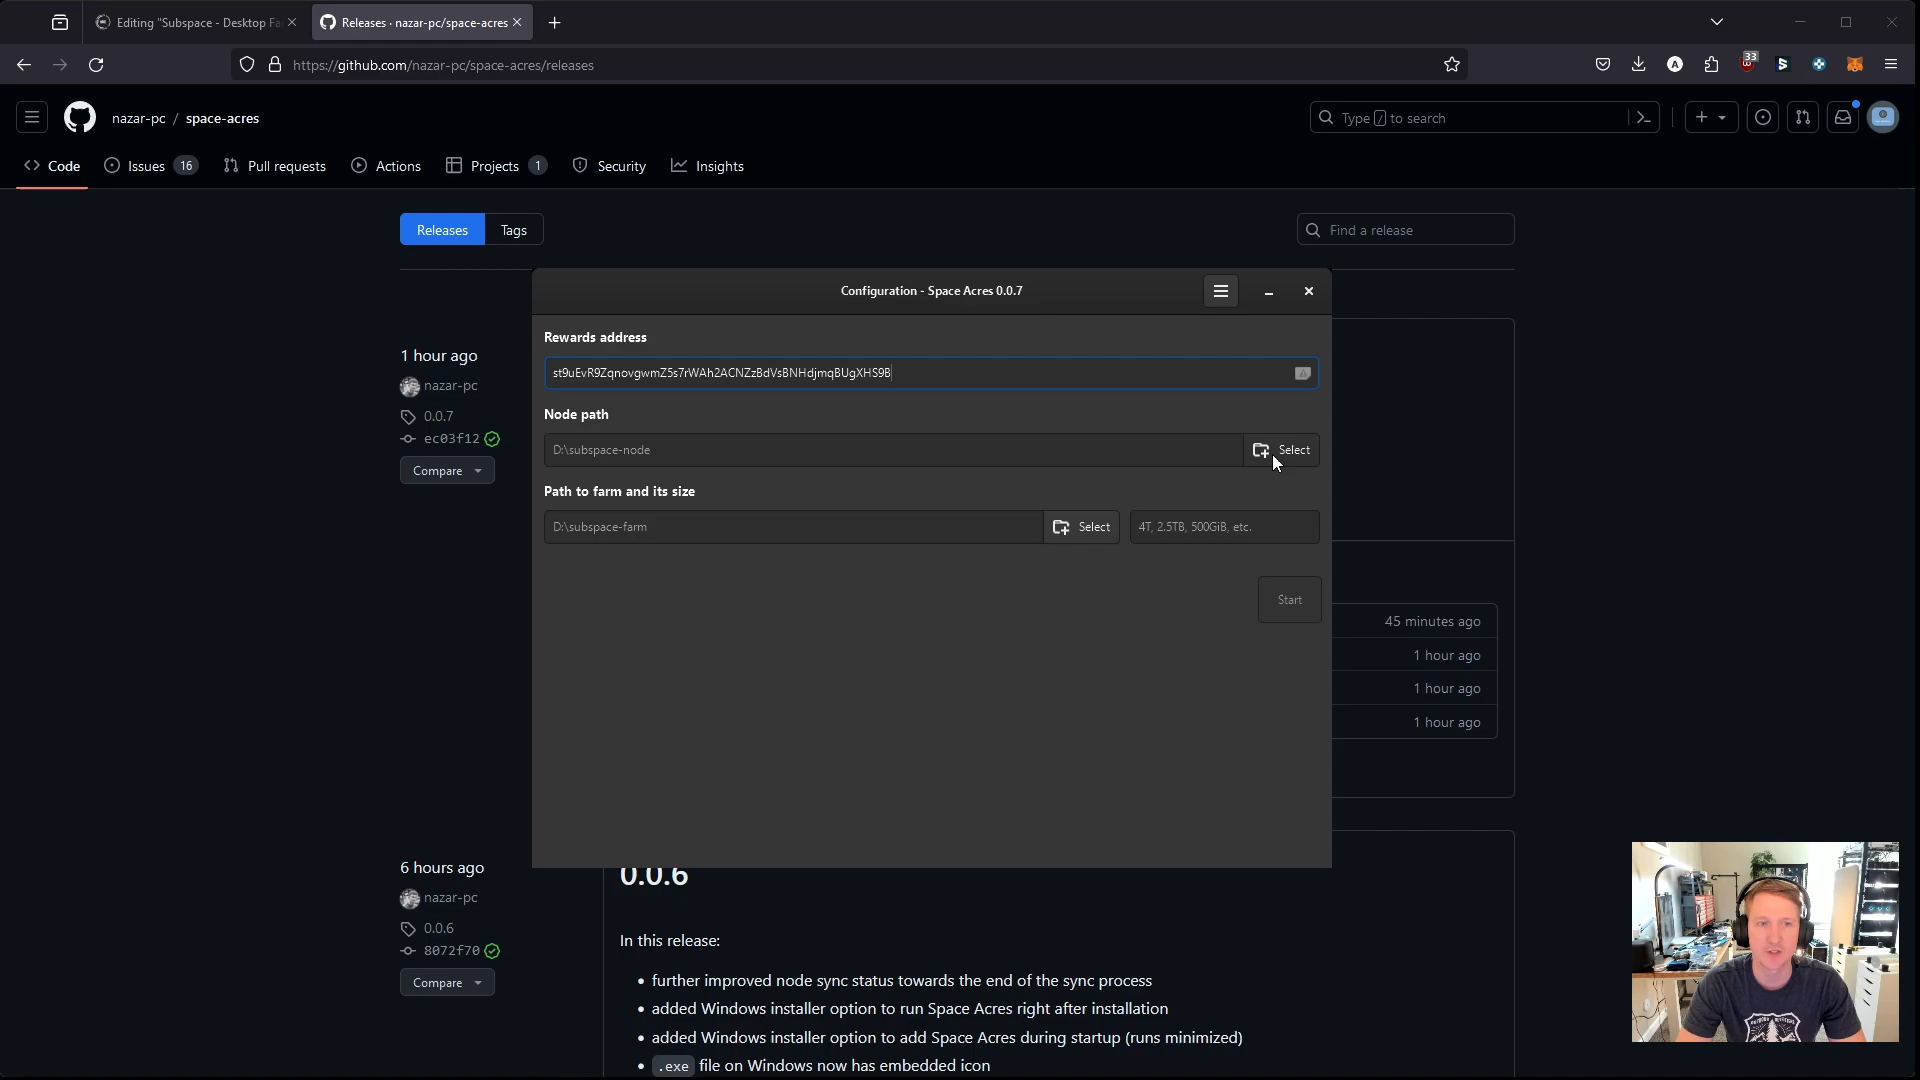 Editing "Subspace - Desktop Fa
Releases · nazar-pc/space-acres
https://github.com/nazar-pc/space-acres/releases
33
nazar-pc / space-acres
Type / to search
Code
Issues 16
Pull requests
Actions
Projects 1
Security
Insights
Releases
Tags
Find a release
Configuration - Space Acres 0.0.7
Rewards address
st9uEvR9ZqnovgwmZ5s7rWAh2ACNZzBdVsBNHdjmqBUgXHS9B
Node path
D:\subspace-node
Select
Path to farm and its size
D:\subspace-farm
Select
4T, 2.5TB, 500GiB, etc.
Start
1 hour ago
nazar-pc
0.0.7
ec03f12
Compare
45 minutes ago
1 hour ago
1 hour ago
1 hour ago
6 hours ago
nazar-pc
0.0.6
8072f70
Compare
0.0.6
In this release:
• further improved node sync status towards the end of the sync process
• added Windows installer option to run Space Acres right after installation
• added Windows installer option to add Space Acres during startup (runs minimized)
• .exe file on Windows now has embedded icon